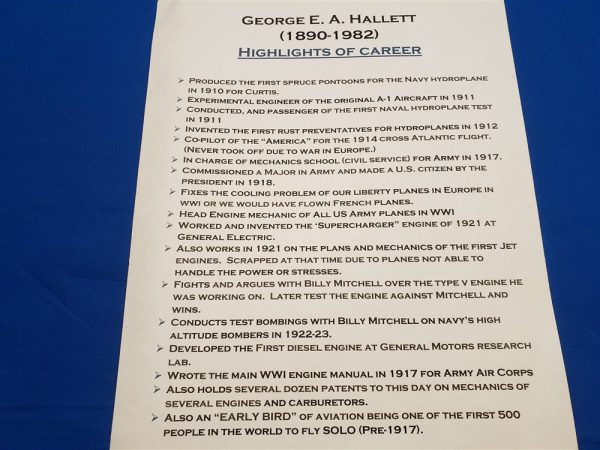 George E. A. Hallett
(1890-1982)
Highlights of career
➢ Produced the first spruce pontoons for the Navy hydroplane
in 1910 for Curtis.
➢ Experimental engineer of the original A-1 Aircraft in 1911
➢ Conducted, and passenger of the first naval hydroplane test
in 1911
➢ Invented the first rust preventatives for hydroplanes in 1912
➢ Co-pilot of the "America" for the 1914 cross Atlantic flight.
(Never took off due to war in Europe.)
➢ In charge of mechanics school (civil service) for Army in 1917.
➢ Commissioned a Major in Army and made a U.S. citizen by the
president in 1918.
➢ Fixes the cooling problem of our liberty planes in Europe in
wwi or we would have flown French planes.
➢ Head Engine mechanic of All US Army planes in WWI
➢ Worked and invented the 'Supercharger" engine of 1921 at
General Electric.
➢ Also works in 1921 on the plans and mechanics of the first Jet
engines. Scrapped at that time due to planes not able to
handle the power or stresses.
➢ Fights and argues with Billy Mitchell over the type v engine he
was working on. Later test the engine against Mitchell and
wins.
➢ Conducts test bombings with Billy Mitchell on navy's high
altitude bombers in 1922-23.
➢ Developed the First diesel engine at General Motors research
lab.
➢ Wrote the main WWI engine manual in 1917 for Army Air Corps
➢ Also holds several dozen patents to this day on mechanics of
several engines and carburetors.
➢ Also an "EARLY BIRD" of aviation being one of the first 500
people in the world to fly SOLO (Pre-1917).